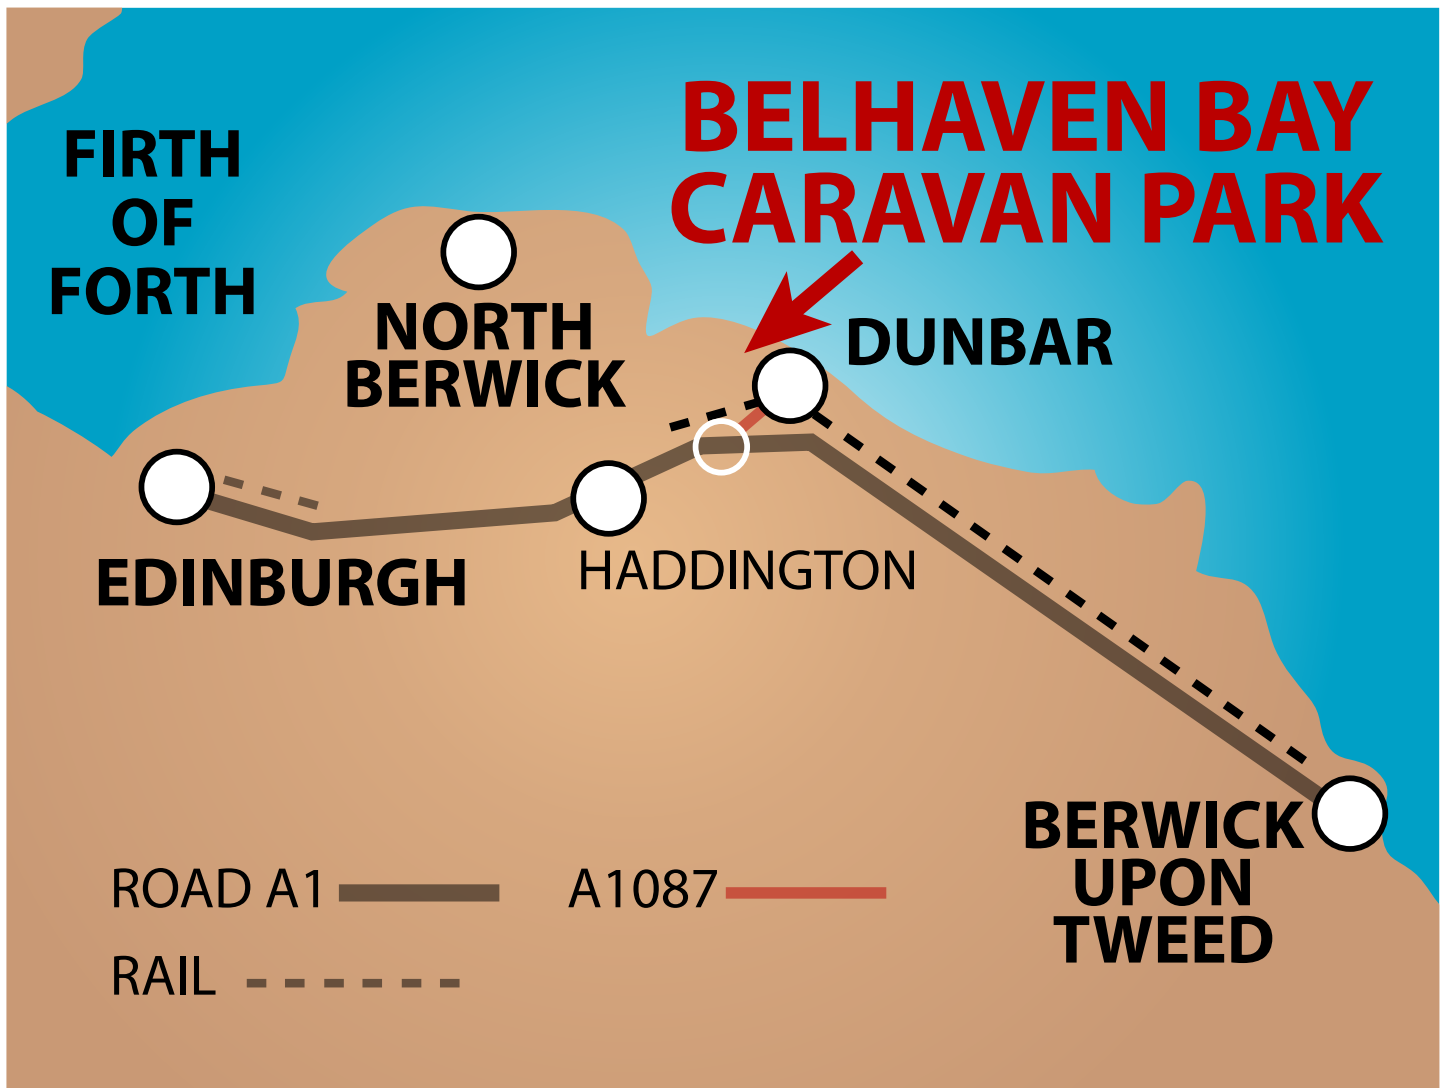 BELHAVEN BAY
CARAVAN PARK
FIRTH
OF
FORTH
NORTH
BERWICK
DUNBAR
EDINBURGH
HADDINGTON
BERWICK
UPON
TWEED
ROAD A1
A1087
RAIL